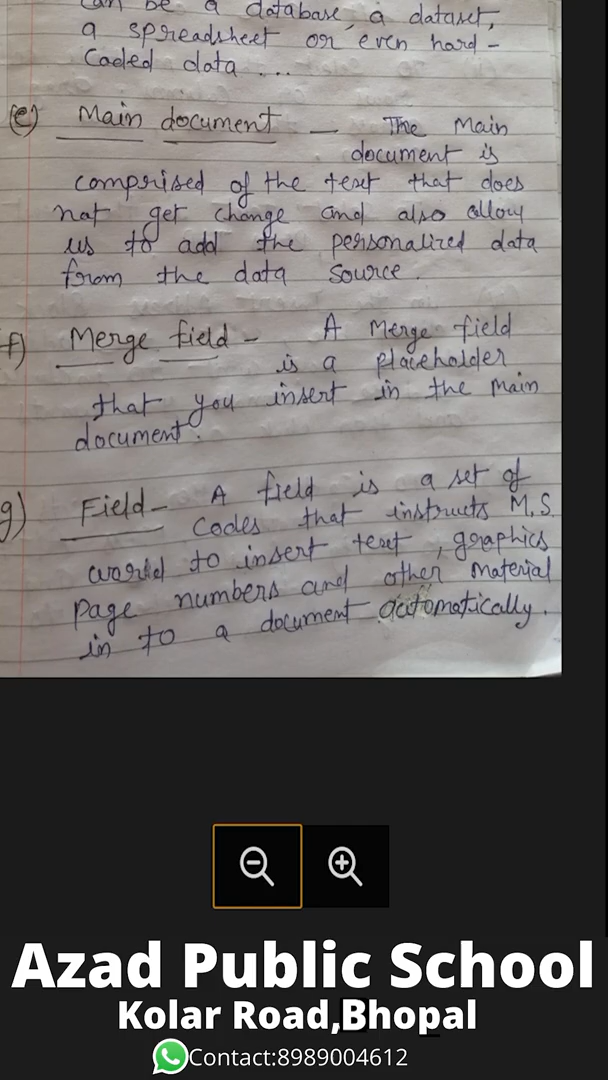 can be a database, a dataset,
a spreadsheet or even hard -
Coded data ...
(e) Main document — The Main
document is
comprised of the text that does
not get change and also allow
us to add the personalized data
from the data source.
f) Merge field - A Merge field
is a placeholder
that you insert in the main
document.
g) Field - A field is a set of
codes that instructs M.S.
world to insert text, graphics
page numbers and other material
in to a document automatically.
Azad Public School
Kolar Road,Bhopal
Contact:8989004612